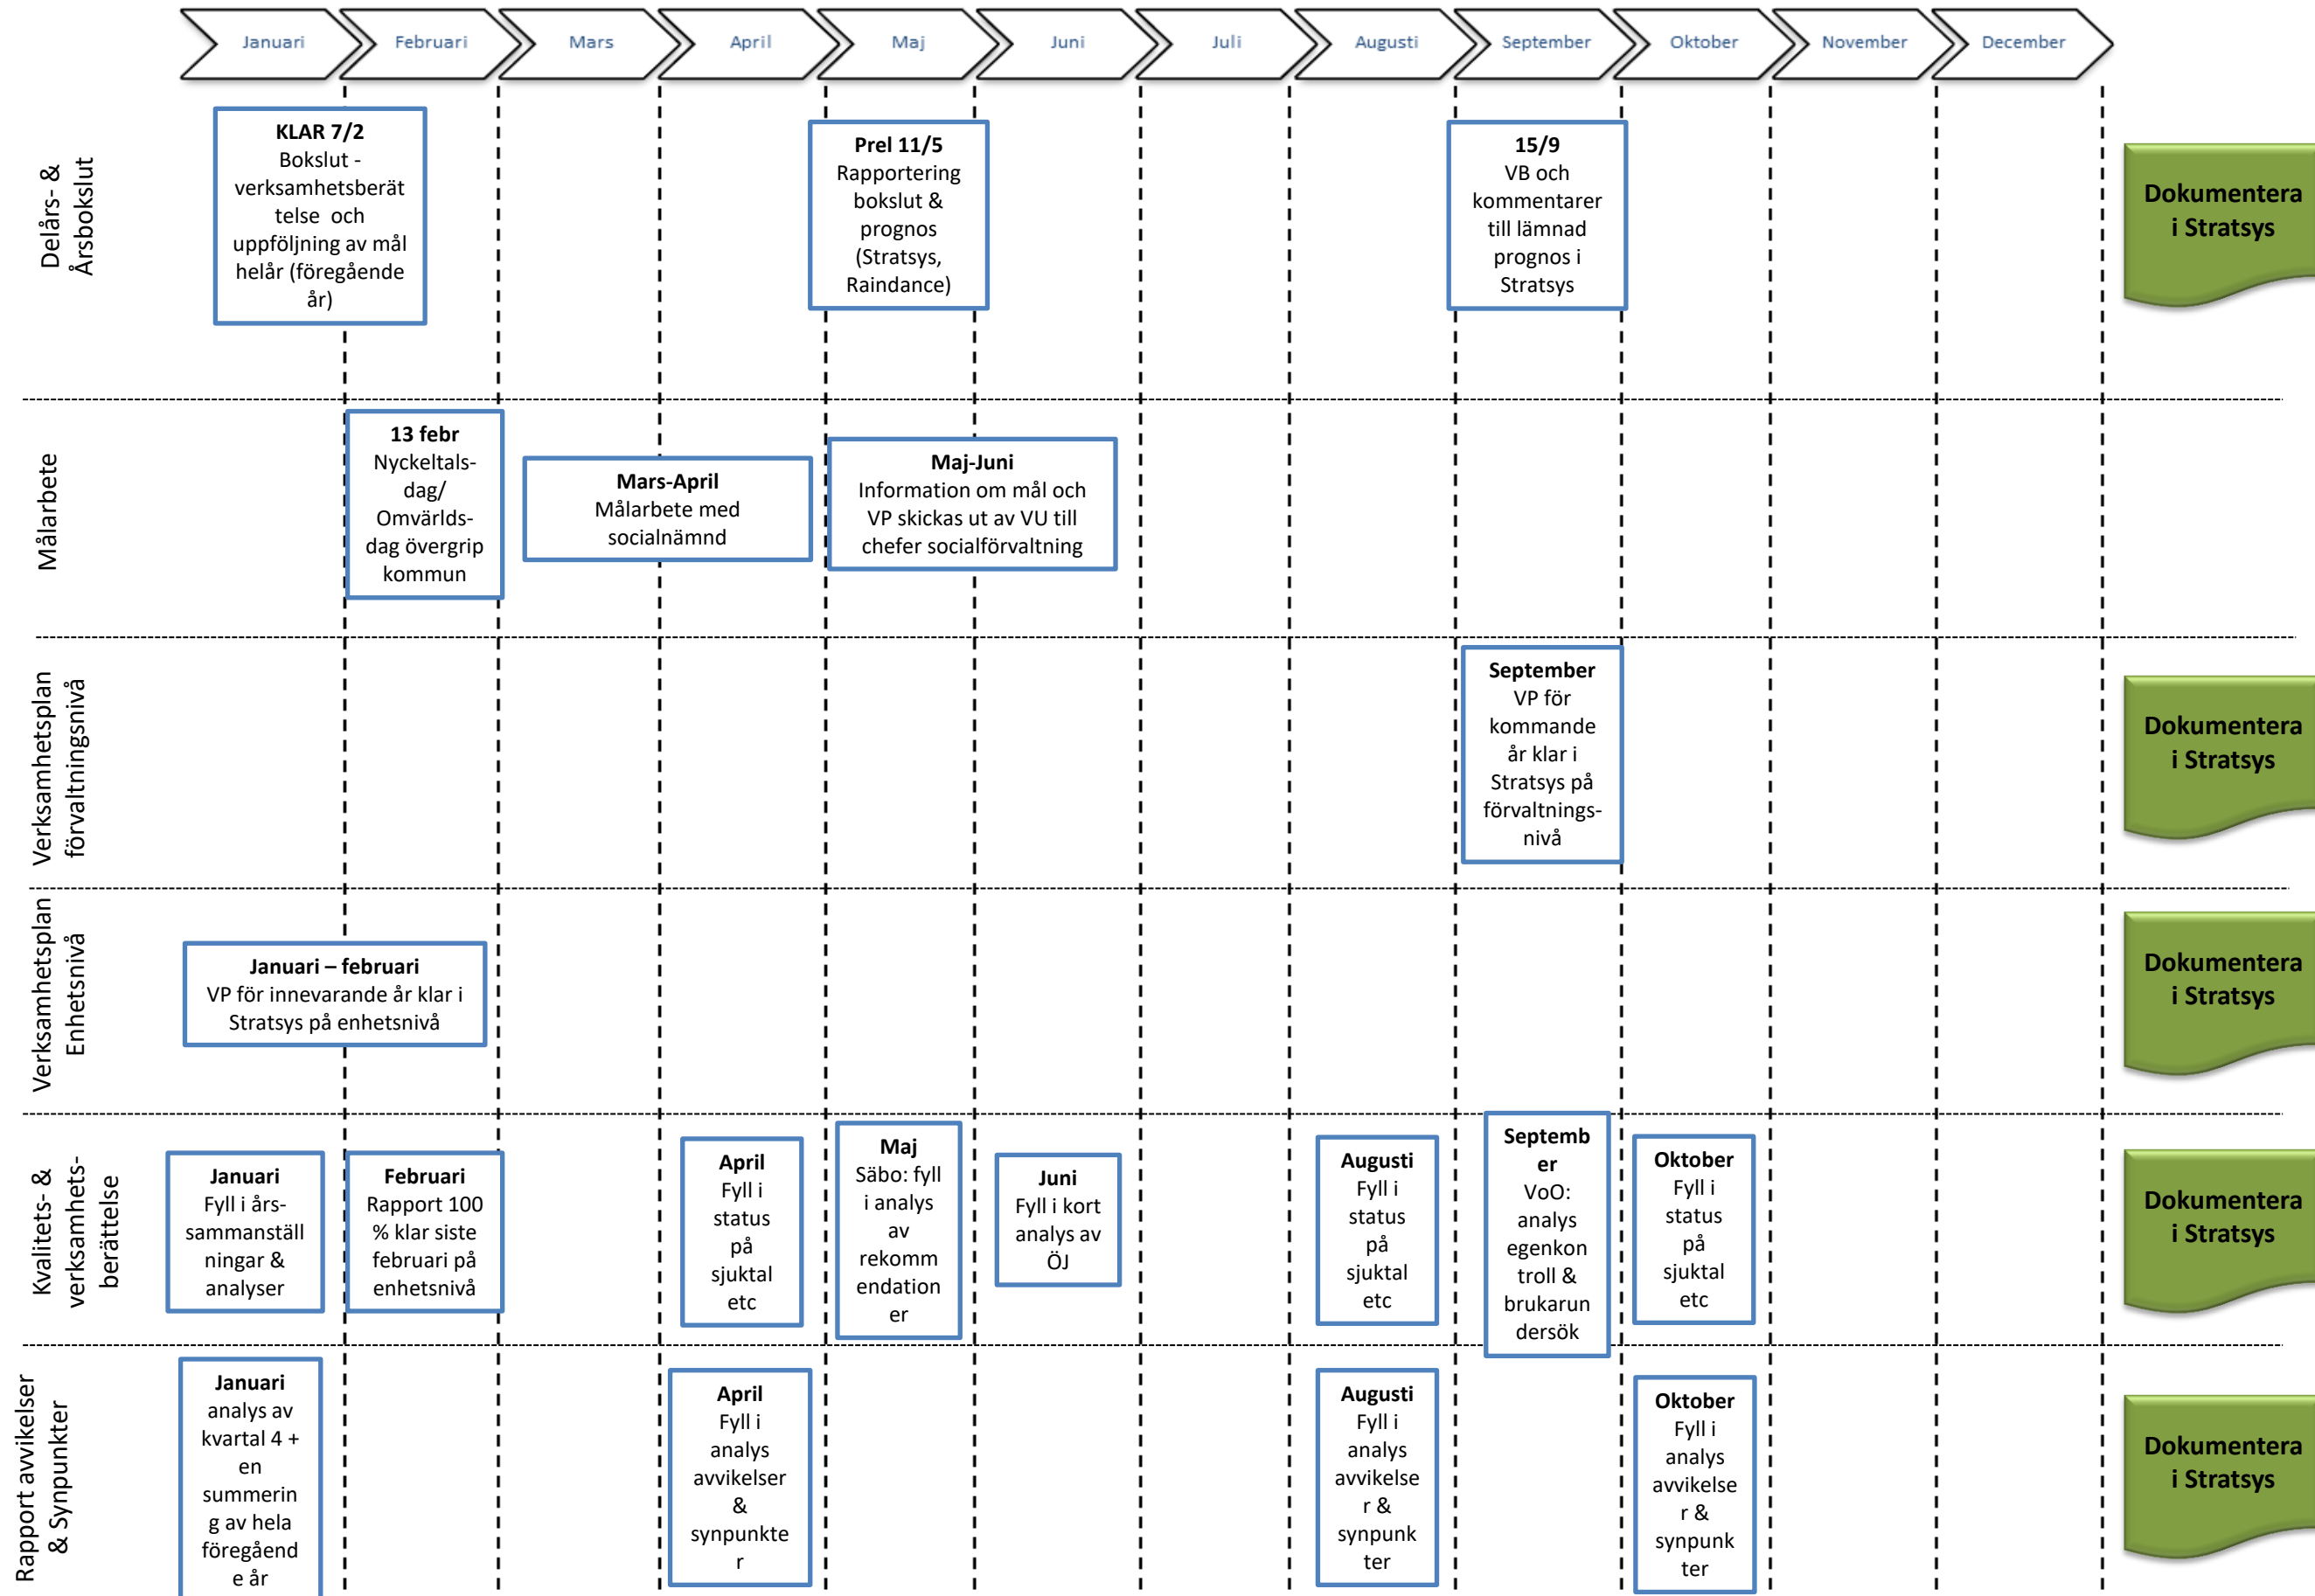 Januari
Februari
Mars
April
Maj
Juni
Juli
Augusti
September
Oktober
November
December
Delårs- &
Årsbokslut
KLAR 7/2
Bokslut -
verksamhetsberät
telse och
uppföljning av mål
helår (föregående
år)
Prel 11/5
Rapportering
bokslut &
prognos
(Stratsys,
Raindance)
15/9
VB och
kommentarer
till lämnad
prognos i
Stratsys
Dokumentera
i Stratsys
Målarbete
13 febr
Nyckeltals-
dag/
Omvärlds-
dag övergrip
kommun
Mars-April
Målarbete med
socialnämnd
Maj-Juni
Information om mål och
VP skickas ut av VU till
chefer socialförvaltning
Verksamhetsplan
förvaltningsnivå
September
VP för
kommande
år klar i
Stratsys på
förvaltnings-
nivå
Dokumentera
i Stratsys
Verksamhetsplan
Enhetsnivå
Januari – februari
VP för innevarande år klar i
Stratsys på enhetsnivå
Dokumentera
i Stratsys
Kvalitets- &
verksamhets-
berättelse
Januari
Fyll i års-
sammanställ
ningar &
analyser
Februari
Rapport 100
% klar siste
februari på
enhetsnivå
April
Fyll i
status
på
sjuktal
etc
Maj
Säbo: fyll
i analys
av
rekomm
endation
er
Juni
Fyll i kort
analys av
ÖJ
Augusti
Fyll i
status
på
sjuktal
etc
Septemb
er
VoO:
analys
egenkon
troll &
brukarun
dersök
Oktober
Fyll i
status
på
sjuktal
etc
Dokumentera
i Stratsys
Rapport avvikelser
& Synpunkter
Januari
analys av
kvartal 4 +
en
summerin
g av hela
föregåend
e år
April
Fyll i
analys
avvikelser
&
synpunkte
r
Augusti
Fyll i
analys
avvikelse
r &
synpunk
ter
Oktober
Fyll i
analys
avvikelse
r &
synpunk
ter
Dokumentera
i Stratsys